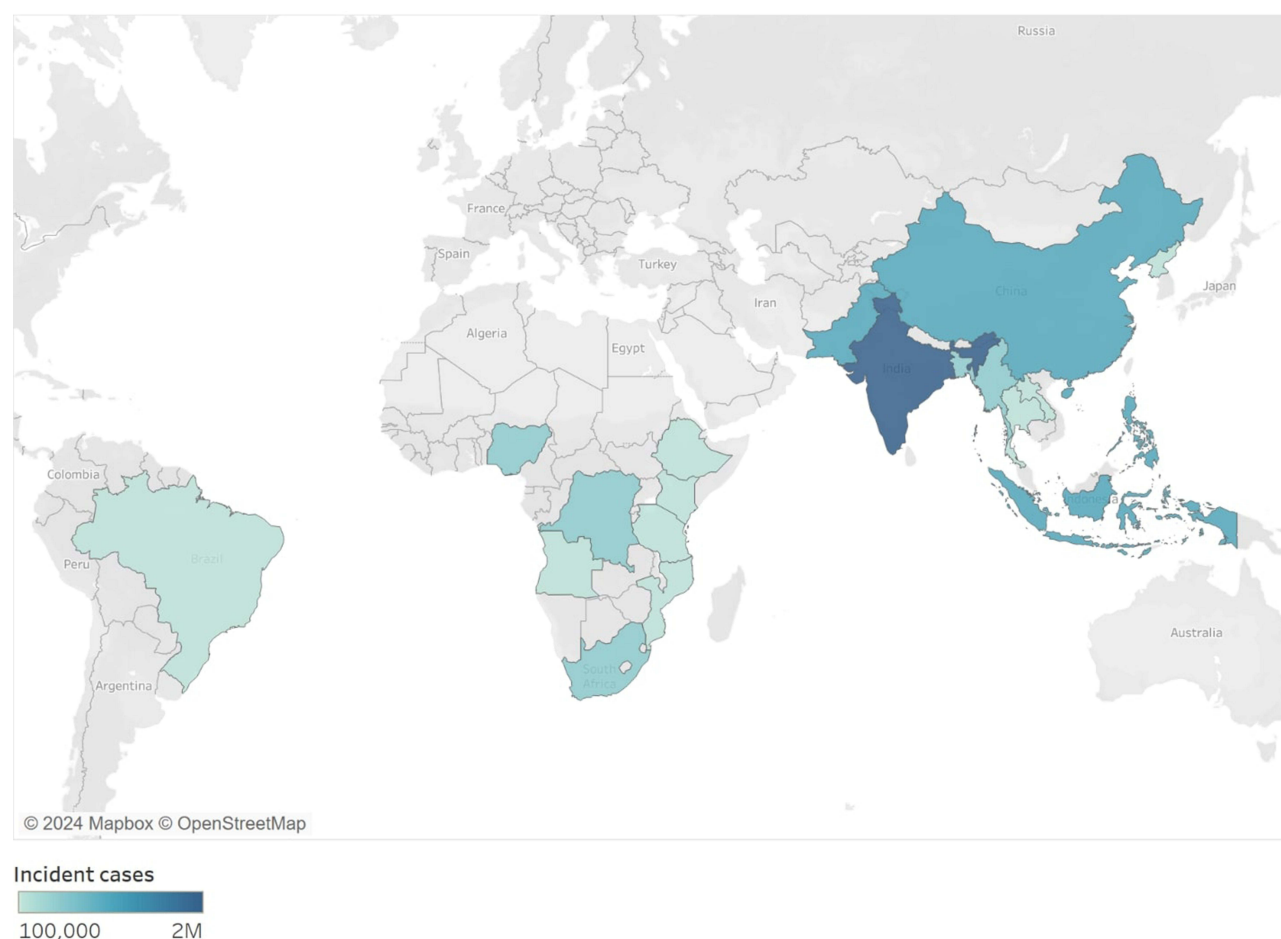 Russia
France
Spain
Turkey
Japan
China
Iran
Algeria
Egypt
India
Colombia
Indonesia
Brazil
Peru
Australia
South
Africa
Argentina
© 2024 Mapbox © OpenStreetMap
Incident cases
100,000 2M